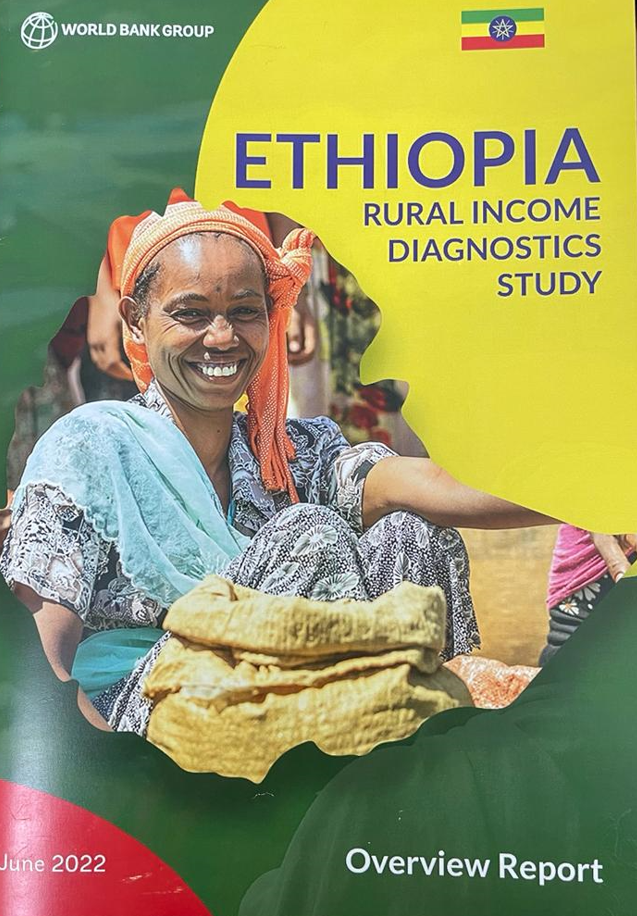 WORLD BANK GROUP
ETHIOPIA
RURAL INCOME
DIAGNOSTICS
STUDY
June 2022
Overview Report